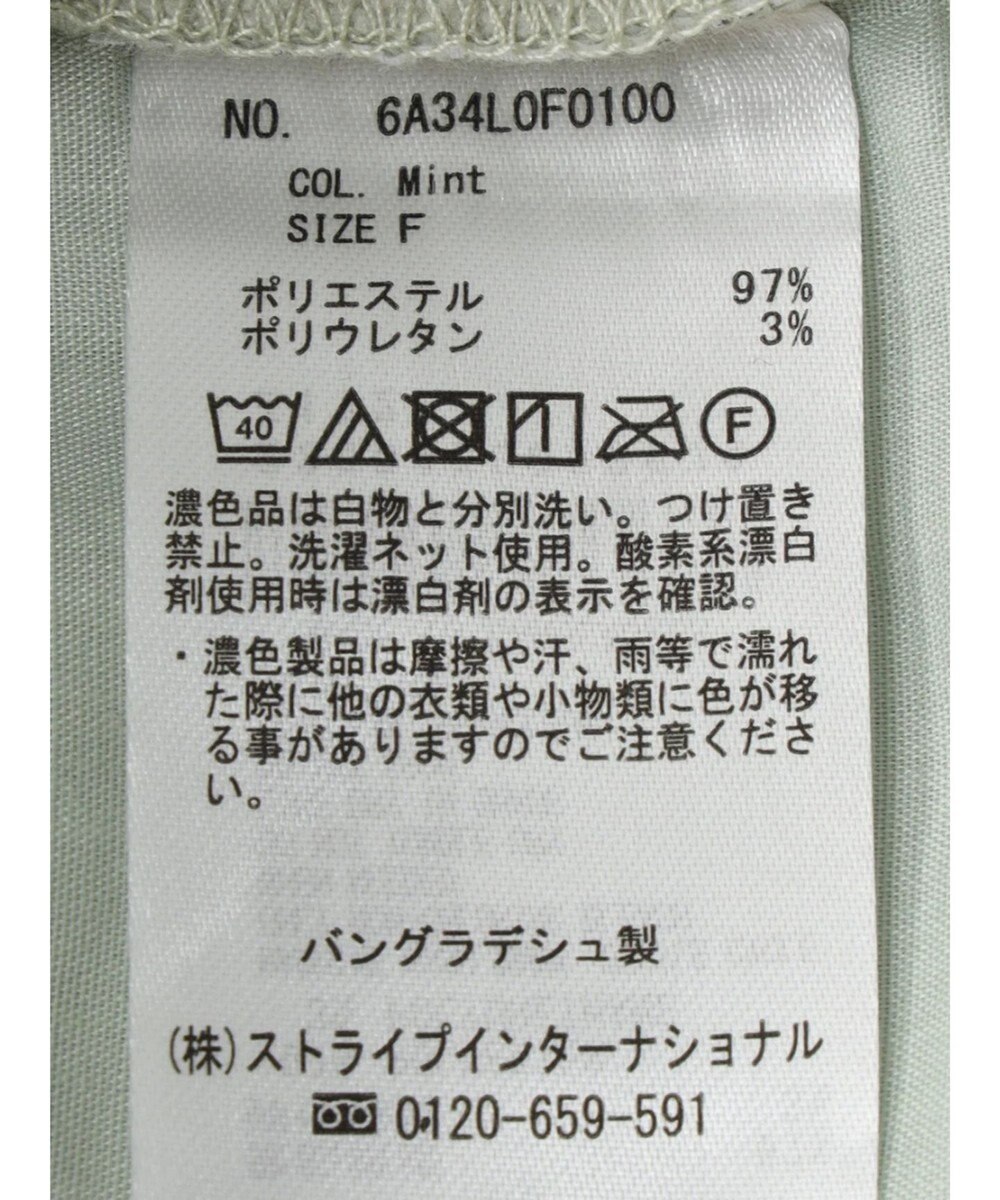 NO. 6A34L0F0100
COL. Mint
SIZE F
ポリエステル 97%
ポリウレタン 3%
40 F
濃色品は白物と分別洗い。つけ置き
禁止。洗濯ネット使用。酸素系漂白
剤使用時は漂白剤の表示を確認。
・濃色製品は摩擦や汗、雨等で濡れ
た際に他の衣類や小物類に色が移
る事がありますのでご注意くださ
い。
バングラデシュ製
(株)ストライプインターナショナル
0120-659-591